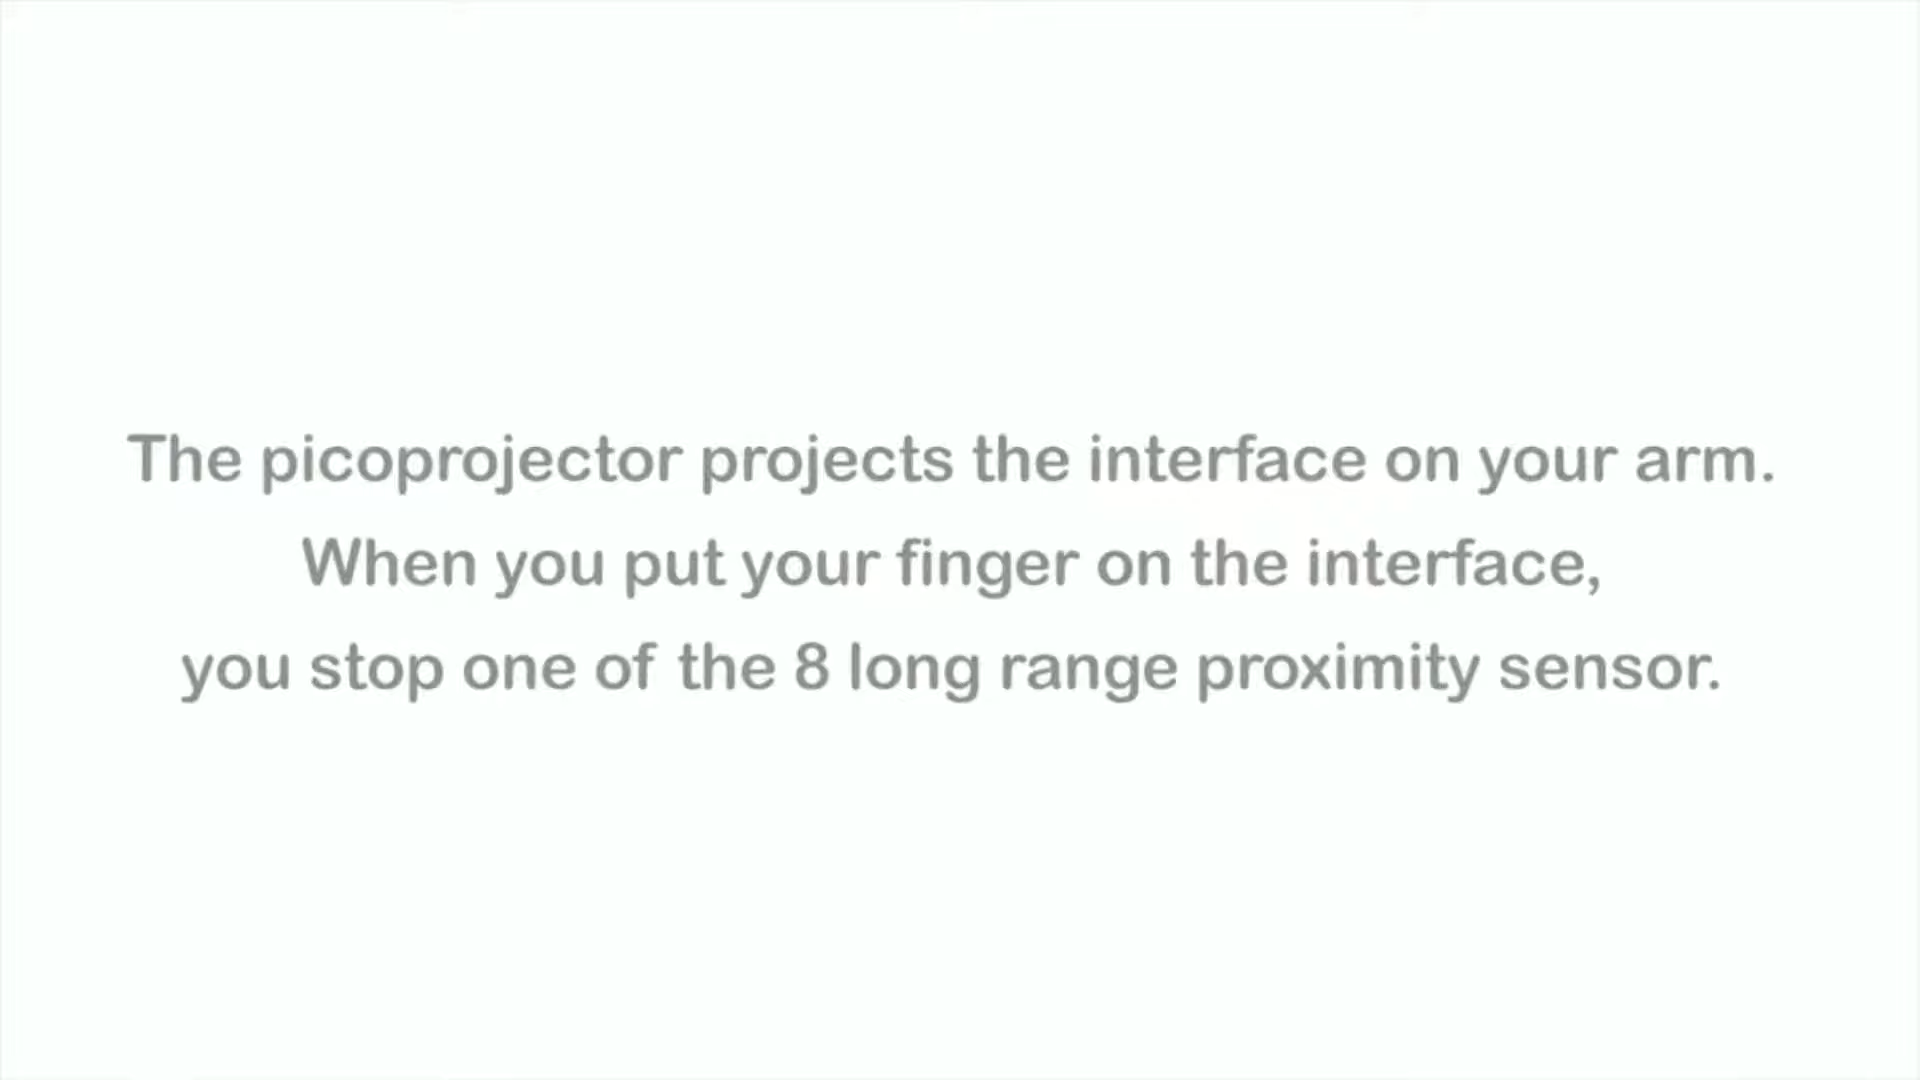 The picoprojector projects the interface on your arm.
When you put your finger on the interface,
you stop one of the 8 long range proximity sensor.